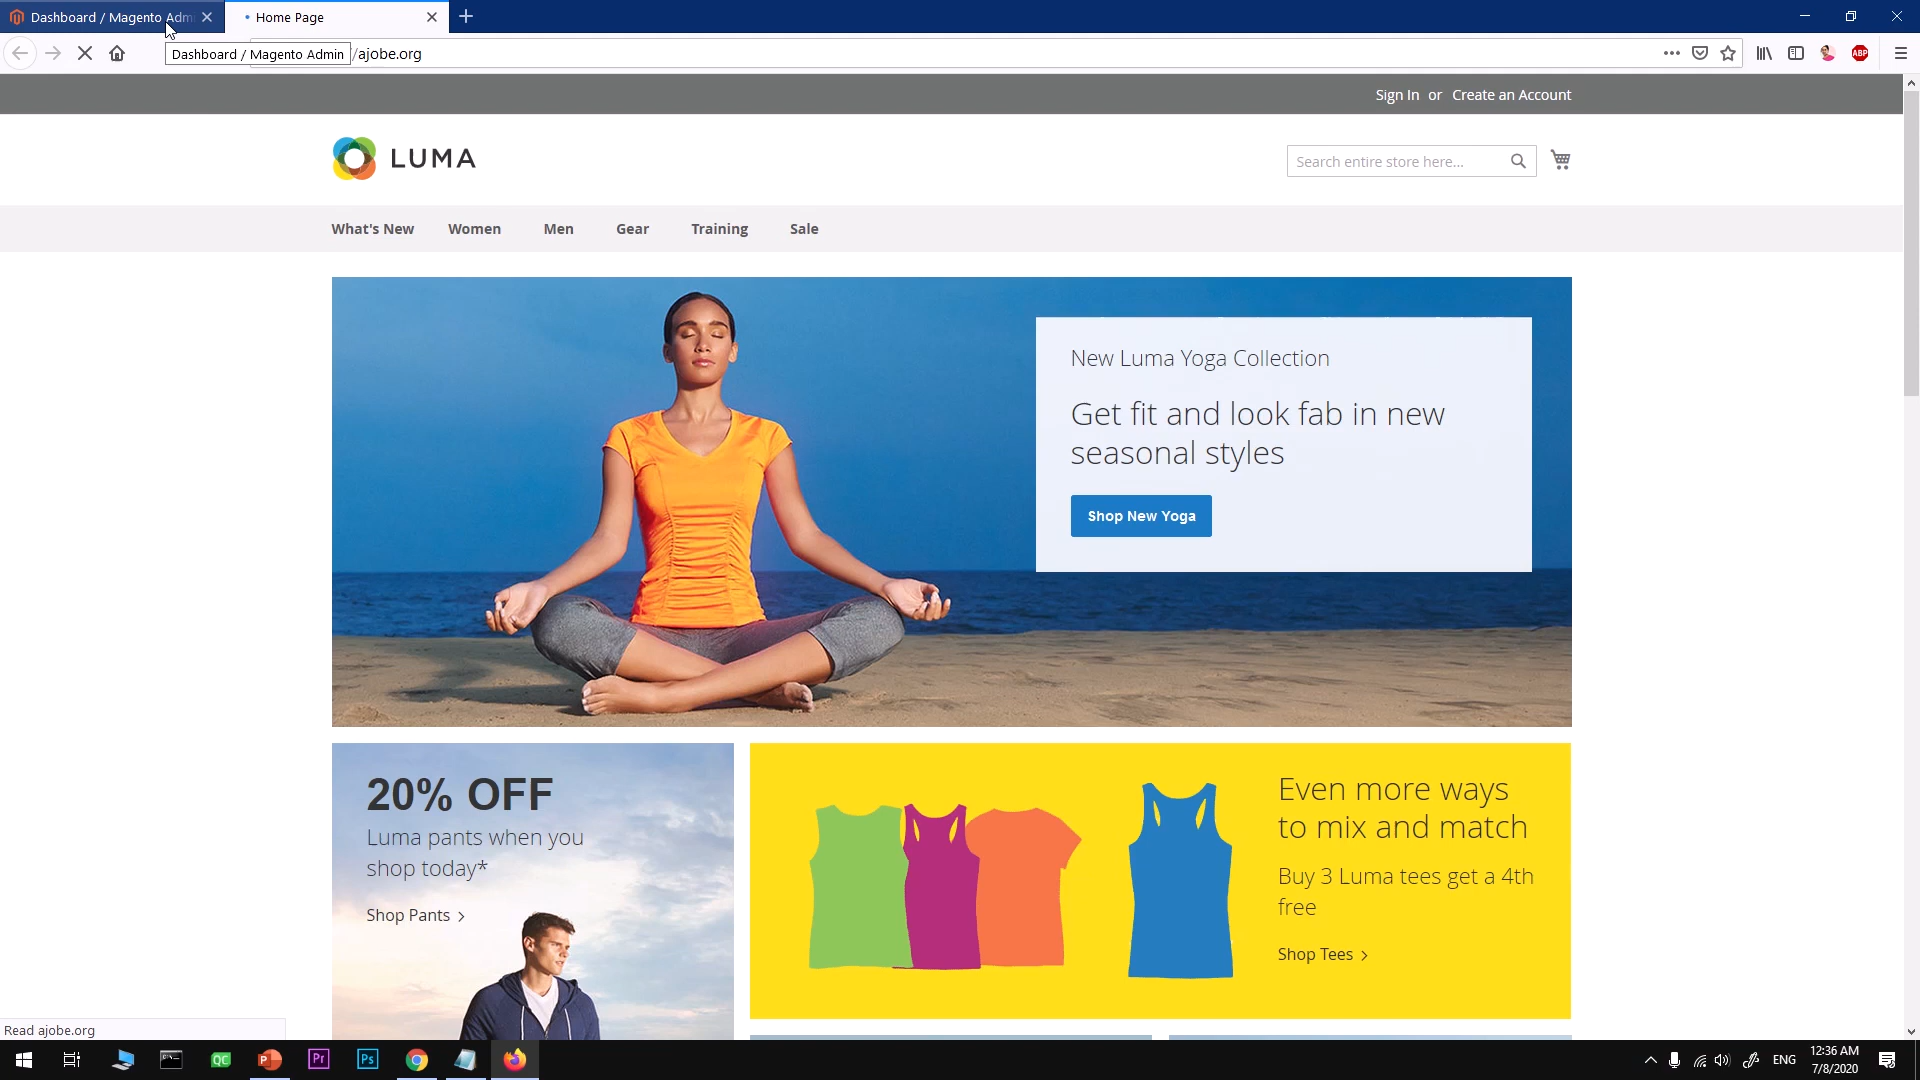 Dashboard / Magento Adm
Home Page
Dashboard / Magento Admin
/ajobe.org
ABP
Sign In or Create an Account
LUMA
Search entire store here...
What's New Women Men Gear Training Sale
New Luma Yoga Collection
Get fit and look fab in new
seasonal styles
Shop New Yoga
20% OFF
Luma pants when you
shop today*
Shop Pants
Even more ways
to mix and match
Buy 3 Luma tees get a 4th
free
Shop Tees
Read ajobe.org
QC
P
Pr
Ps
ENG
12:36 AM
7/8/2020